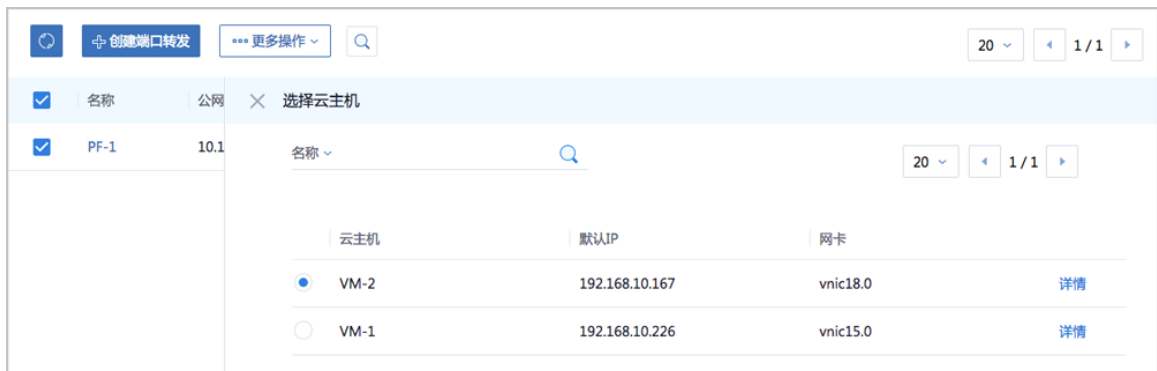 创建端口转发 更多操作 20 1 / 1
名称 公网 选择云主机
PF-1 10.1 名称 20 1 / 1
云主机 默认IP 网卡
VM-2 192.168.10.167 vnic18.0 详情
VM-1 192.168.10.226 vnic15.0 详情